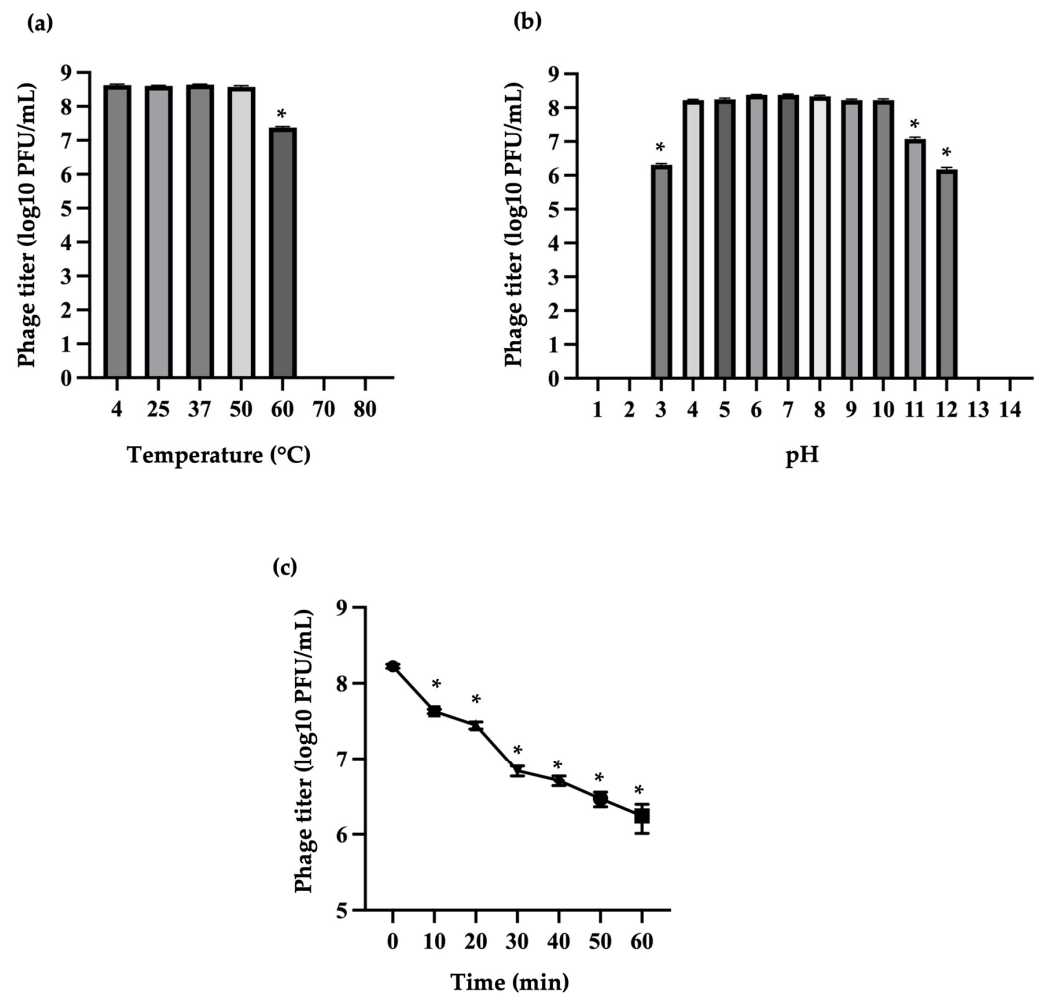 (a)
Phage titer (log10 PFU/mL)
9
8
7
6
5
4
3
2
1
0
*
4 25 37 50 60 70 80
Temperature (°C)
(b)
Phage titer (log10 PFU/mL)
9
8
7
6
5
4
3
2
1
0
* * *
1 2 3 4 5 6 7 8 9 10 11 12 13 14
pH
(c)
Phage titer (log10 PFU/mL)
9
8
7
6
5
* * * * * *
0 10 20 30 40 50 60
Time (min)